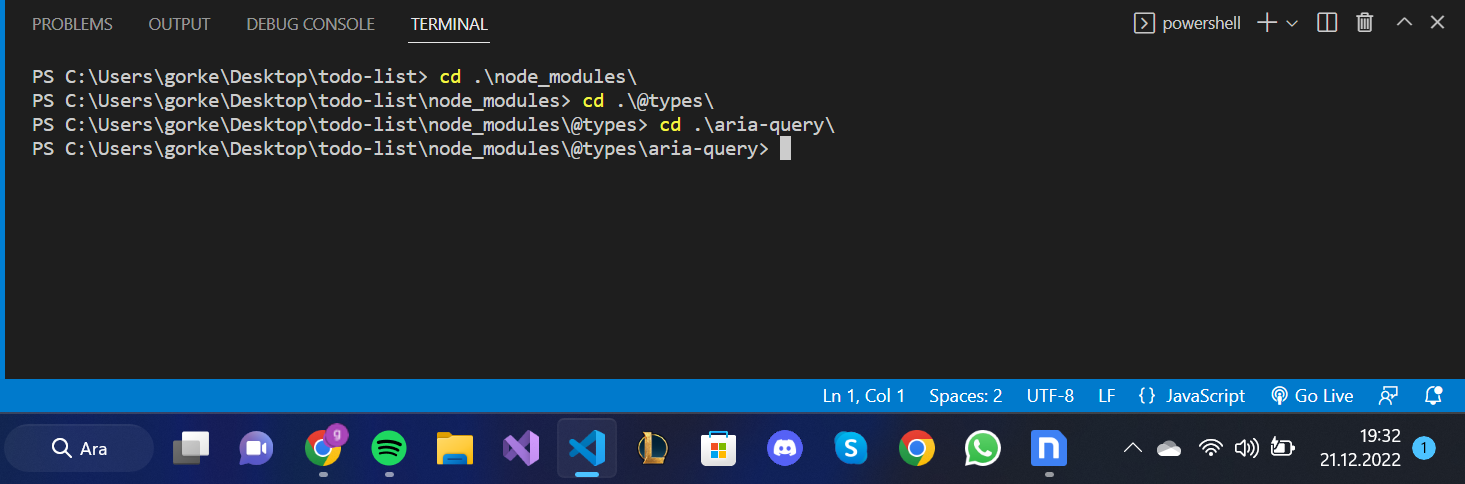 PROBLEMS OUTPUT DEBUG CONSOLE TERMINAL powershell
PS C:\Users\gorke\Desktop\todo-list> cd .\node_modules\
PS C:\Users\gorke\Desktop\todo-list\node_modules> cd .\@types\
PS C:\Users\gorke\Desktop\todo-list\node_modules\@types> cd .\aria-query\
PS C:\Users\gorke\Desktop\todo-list\node_modules\@types\aria-query>
Ln 1, Col 1 Spaces: 2 UTF-8 LF {} JavaScript Go Live
Ara g L S n 19:32
21.12.2022 1